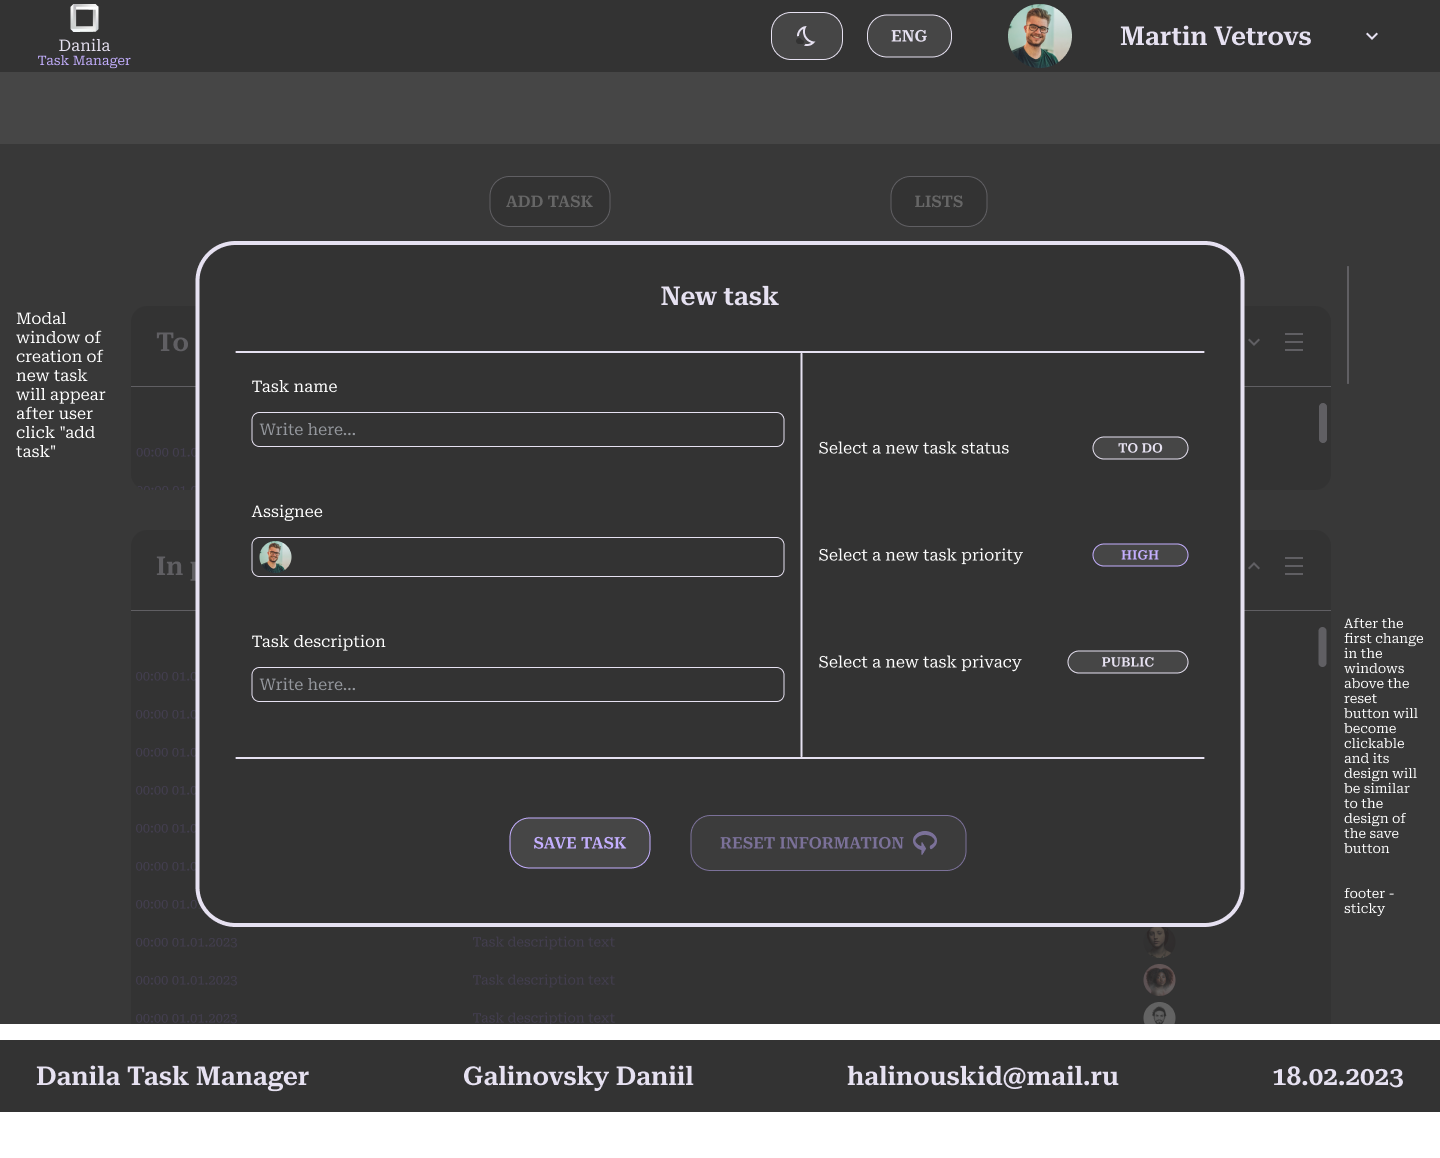 Danila
Task Manager
ENG
Martin Vetrovs
ADD TASK
LISTS
Modal
window of
creation of
new task
will appear
after user
click "add
task"
To
00:00 01.0
00:00 01.0
In p
New task
Task name
Write here...
Assignee
Task description
Write here...
Select a new task status
TO DO
Select a new task priority
HIGH
Select a new task privacy
PUBLIC
SAVE TASK
RESET INFORMATION
00:00 01.0
00:00 01.0
00:00 01.0
00:00 01.0
00:00 01.0
00:00 01.0
00:00 01.0
00:00 01.01.2023 Task description text
00:00 01.01.2023 Task description text
00:00 01.01.2023 Task description text
After the
first change
in the
windows
above the
reset
button will
become
clickable
and its
design will
be similar
to the
design of
the save
button
footer -
sticky
Danila Task Manager
Galinovsky Daniil
halinouskid@mail.ru
18.02.2023